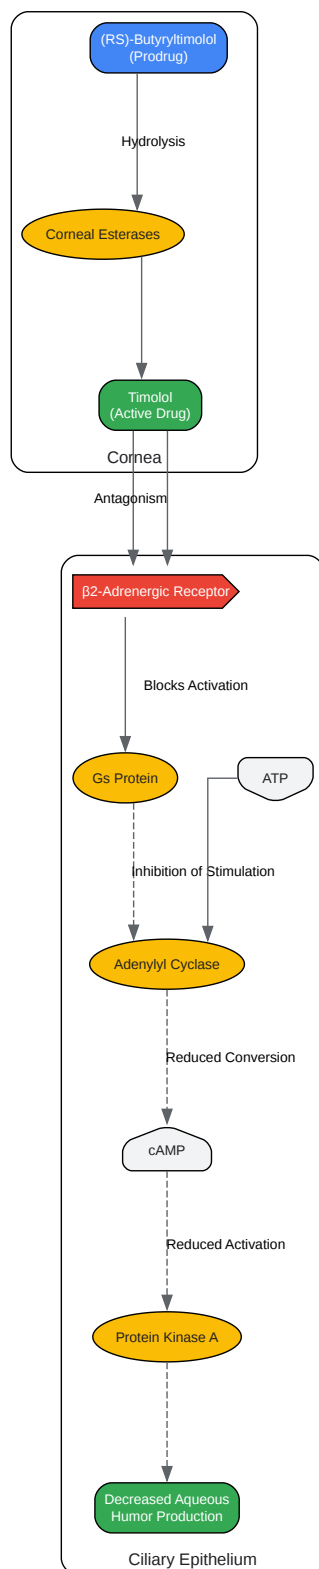 (RS)-Butyryltimolol
(Prodrug)
Hydrolysis
Corneal Esterases
Timolol
(Active Drug)
Cornea
Antagonism
β2-Adrenergic Receptor
Blocks Activation
Gs Protein
ATP
Inhibition of Stimulation
Adenylyl Cyclase
Reduced Conversion
cAMP
Reduced Activation
Protein Kinase A
Decreased Aqueous
Humor Production
Ciliary Epithelium